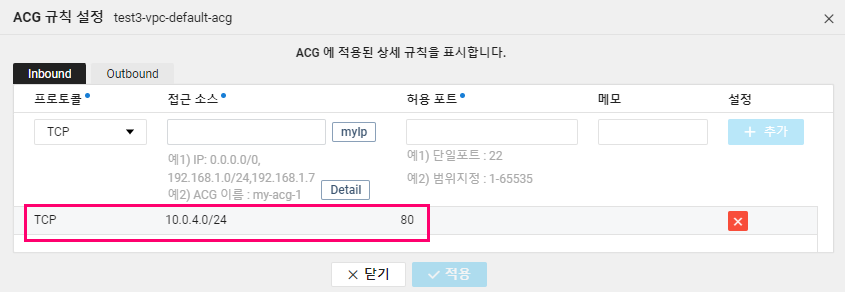 ACG 규칙 설정 test3-vpc-default-acg
ACG 에 적용된 상세 규칙을 표시합니다.
Inbound Outbound
프로토콜 접근 소스 허용 포트 메모 설정
TCP myIp + 추가
예1) IP: 0.0.0.0/0,
192.168.1.0/24,192.168.1.7
예2) ACG 이름 : my-acg-1 Detail
예1) 단일포트 : 22
예2) 범위지정 : 1-65535
TCP 10.0.4.0/24 80
× 닫기 ✓ 적용